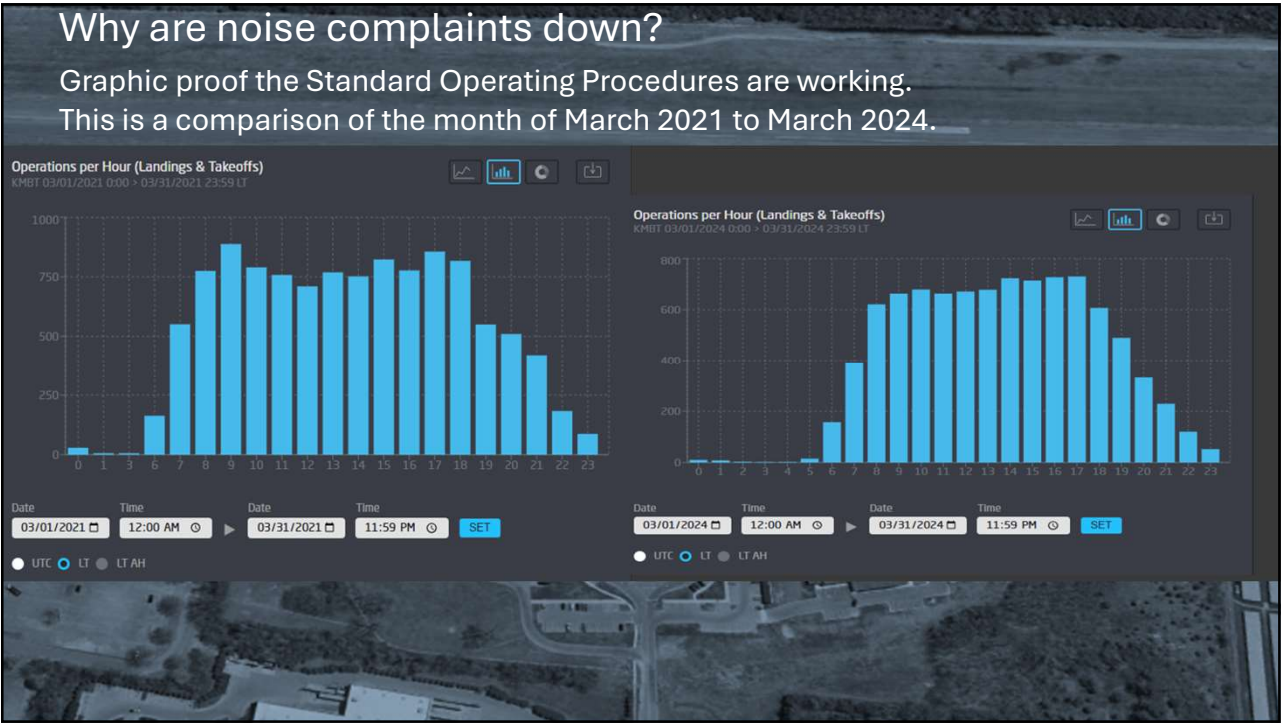 Why are noise complaints down?
Graphic proof the Standard Operating Procedures are working.
This is a comparison of the month of March 2021 to March 2024.
Operations per Hour (Landings & Takeoffs)
KMBT 03/01/2021 0:00 > 03/31/2021 23:59 LT
1000
750
500
250
0
0 1 3 6 7 8 9 10 11 12 13 14 15 16 17 18 19 20 21 22 23
Date Time Date Time
03/01/2021 12:00 AM 03/31/2021 11:59 PM SET
UTC LT LT AH
Operations per Hour (Landings & Takeoffs)
KMBT 03/01/2024 0:00 > 03/31/2024 23:59 LT
800
600
400
200
0
0 1 2 3 4 5 6 7 8 9 10 11 12 13 14 15 16 17 18 19 20 21 22 23
Date Time Date Time
03/01/2024 12:00 AM 03/31/2024 11:59 PM SET
UTC LT LT AH